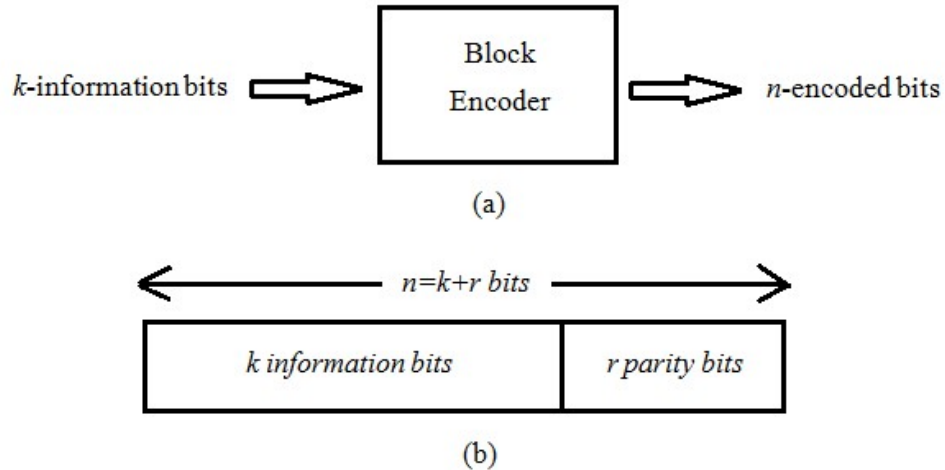 Block
Encoder
k-information bits
n-encoded bits
(a)
n=k+r bits
k information bits
r parity bits
(b)